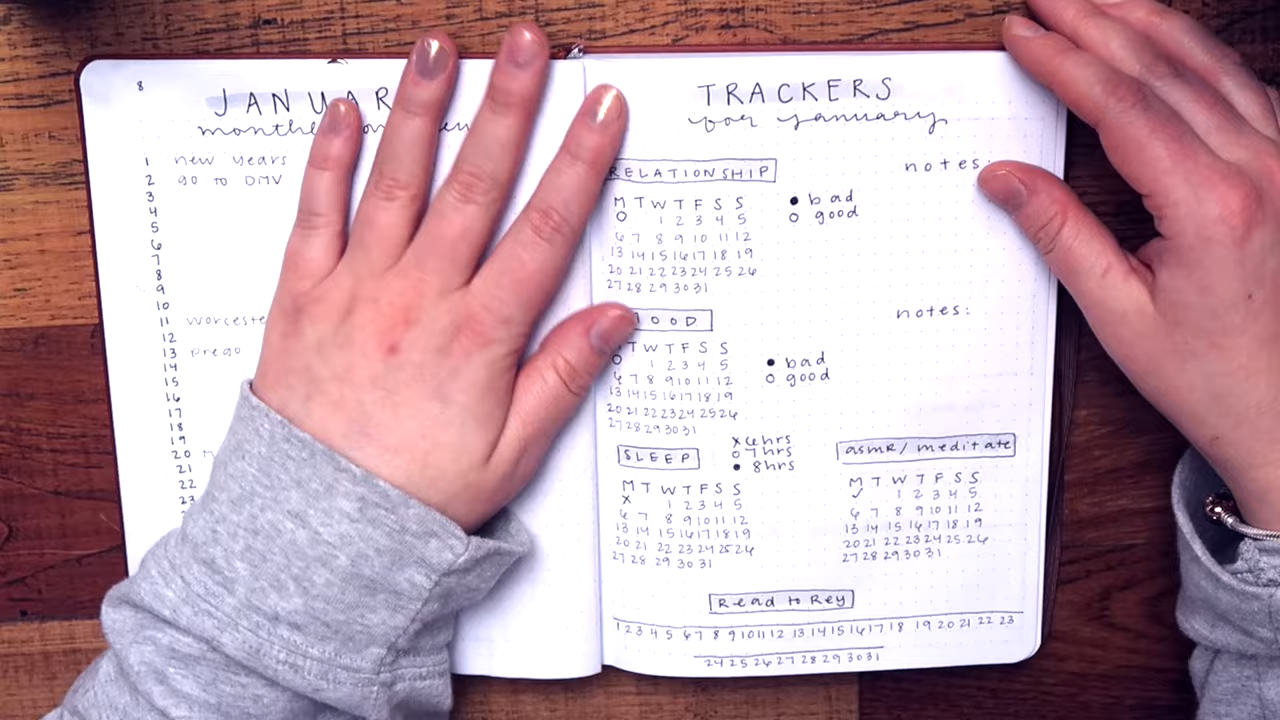 8
JANUAR
1 new years
2 go to DMV
3
4
5
6
7
8
9
10
11 Worceste
12
13 prego
14
15
16
17
18
19
20
21
22
23
TRACKERS
for january
RELATIONSHIP
notes:
M T W T F S S
1 2 3 4 5
6 7 8 9 10 11 12
13 14 15 16 17 18 19
20 21 22 23 24 25 26
27 28 29 30 31
● bad
○ good
MOOD
notes:
M T W T F S S
1 2 3 4 5
6 7 8 9 10 11 12
13 14 15 16 17 18 19
20 21 22 23 24 25 26
27 28 29 30 31
● bad
○ good
SLEEP
x 6 hrs
○ 7 hrs
● 8 hrs
M T W T F S S
x 1 2 3 4 5
6 7 8 9 10 11 12
13 14 15 16 17 18 19
20 21 22 23 24 25 26
27 28 29 30 31
asmr/meditate
M T W T F S S
✓ 1 2 3 4 5
6 7 8 9 10 11 12
13 14 15 16 17 18 19
20 21 22 23 24 25 26
27 28 29 30 31
Read to Rey
1 2 3 4 5 6 7 8 9 10 11 12 13 14 15 16 17 18 19 20 21 22 23
24 25 26 27 28 29 30 31